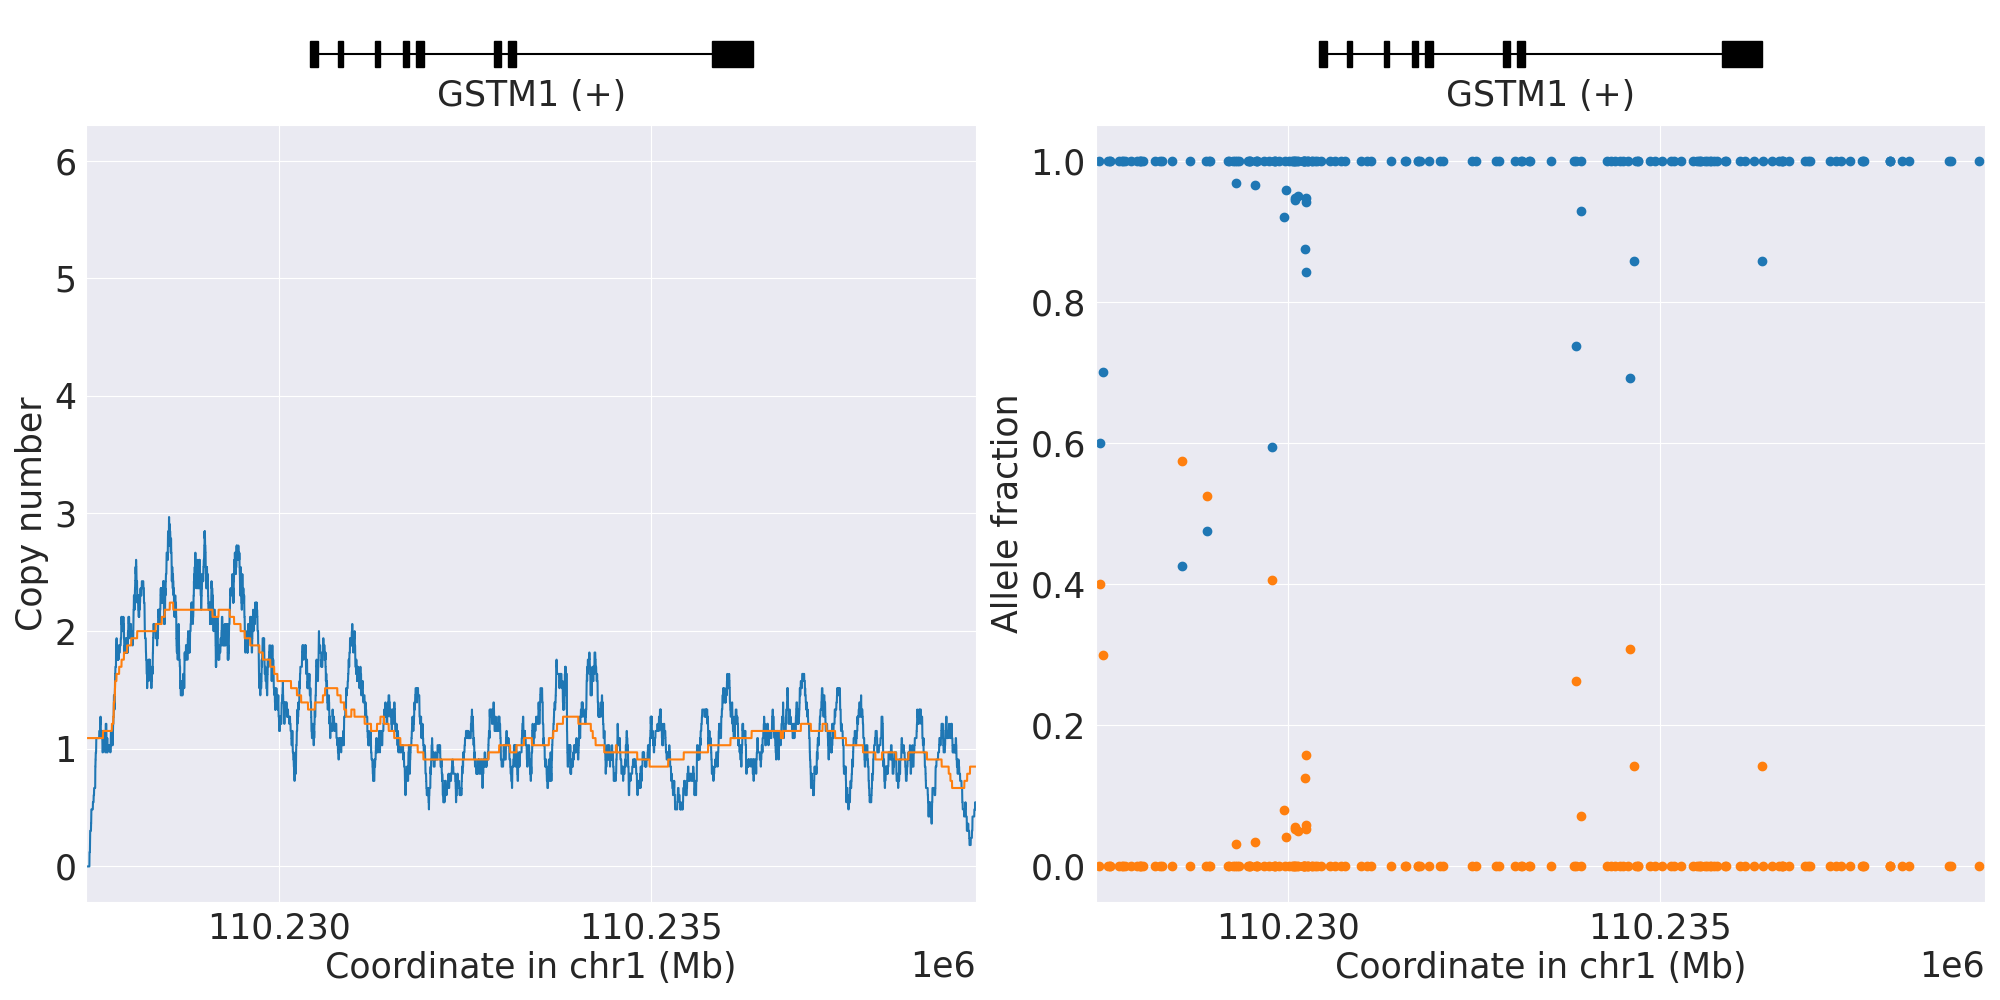 GSTM1 (+)
6
5
4
3
2
1
0
Copy number
110.230
110.235
Coordinate in chr1 (Mb)
1e6
GSTM1 (+)
1.0
0.8
0.6
0.4
0.2
0.0
Allele fraction
110.230
110.235
Coordinate in chr1 (Mb)
1e6